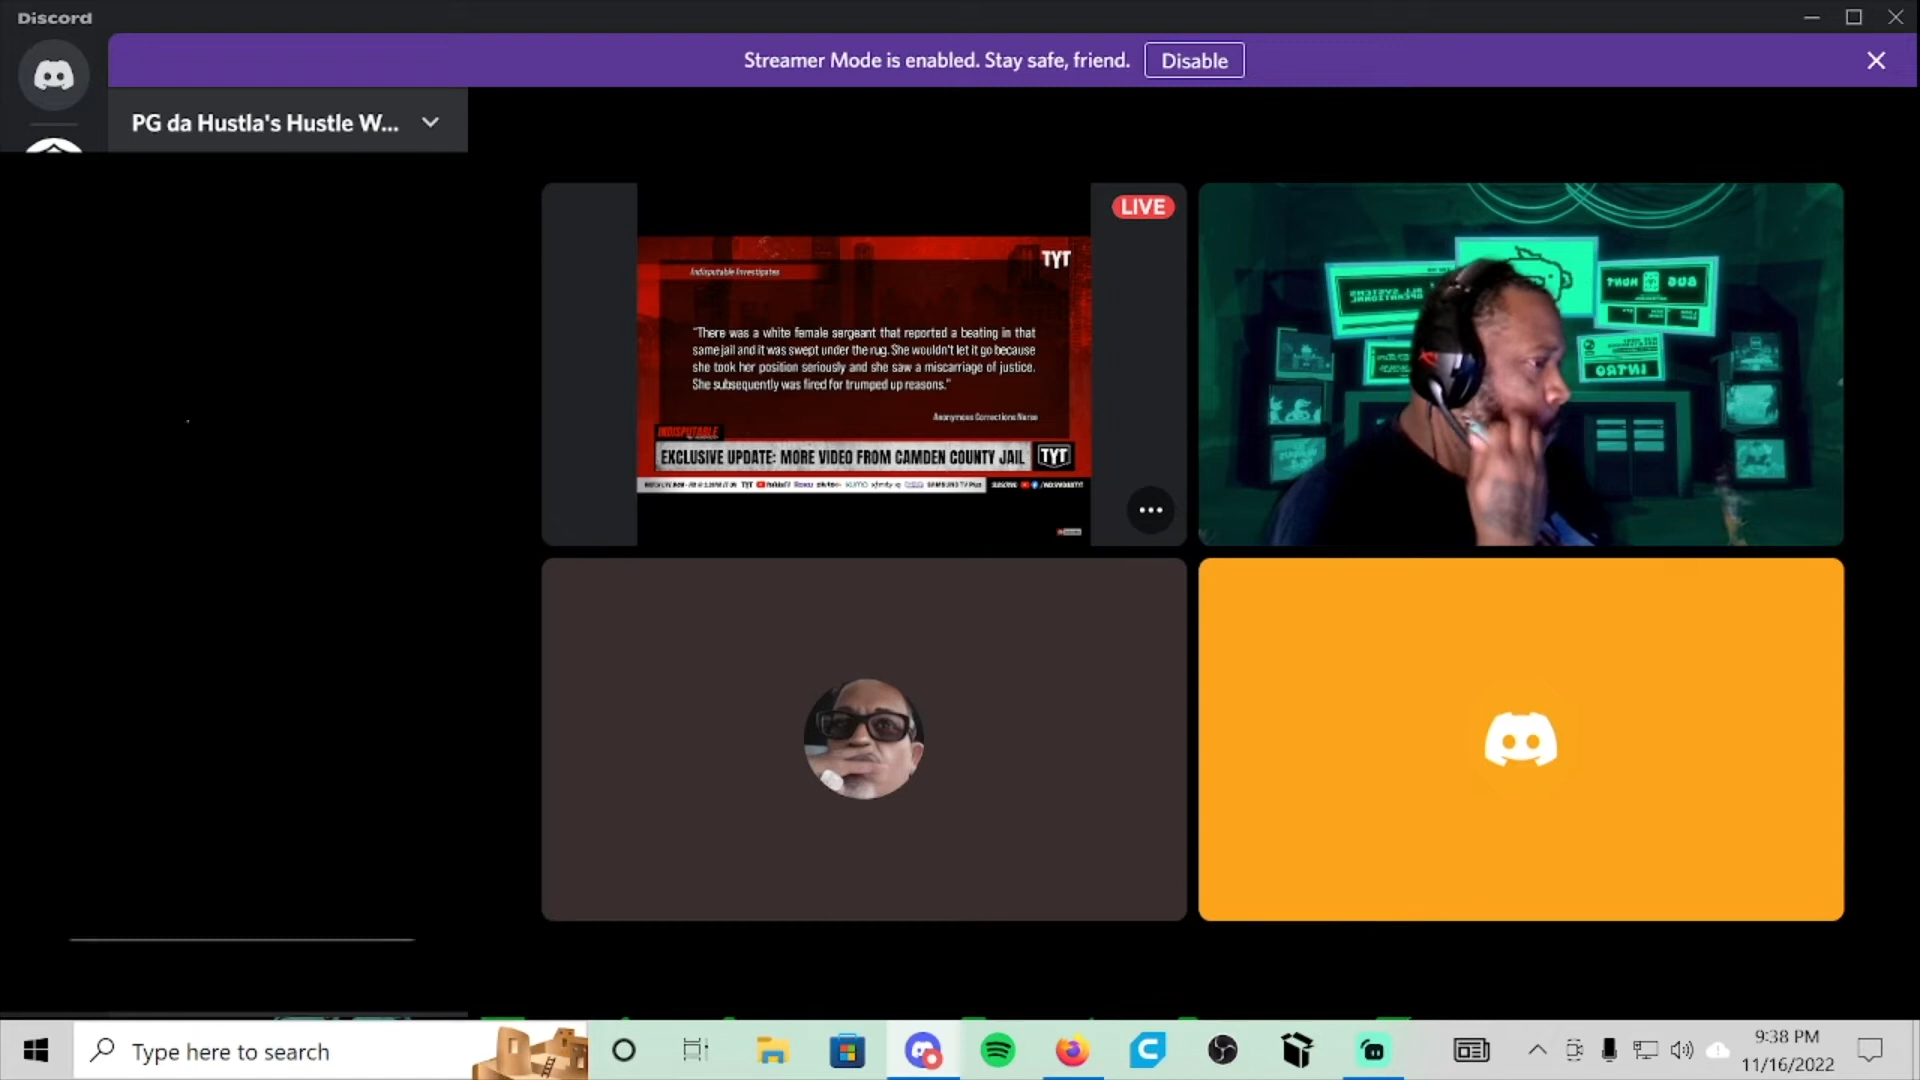 Discord
Streamer Mode is enabled. Stay safe, friend.
Disable
PG da Hustla's Hustle W...
LIVE
TYT
Indisputable Investigates
"There was a white female sergeant that reported a beating in that
same jail and it was swept under the rug. She wouldn't let it go because
she took her position seriously and she saw a miscarriage of justice.
She subsequently was fired for trumped up reasons."
Anonymous Corrections Nurse
INDISPUTABLE
EXCLUSIVE UPDATE: MORE VIDEO FROM CAMDEN COUNTY JAIL
TYT
BUG HUNT
INTRO
Type here to search
9:38 PM
11/16/2022